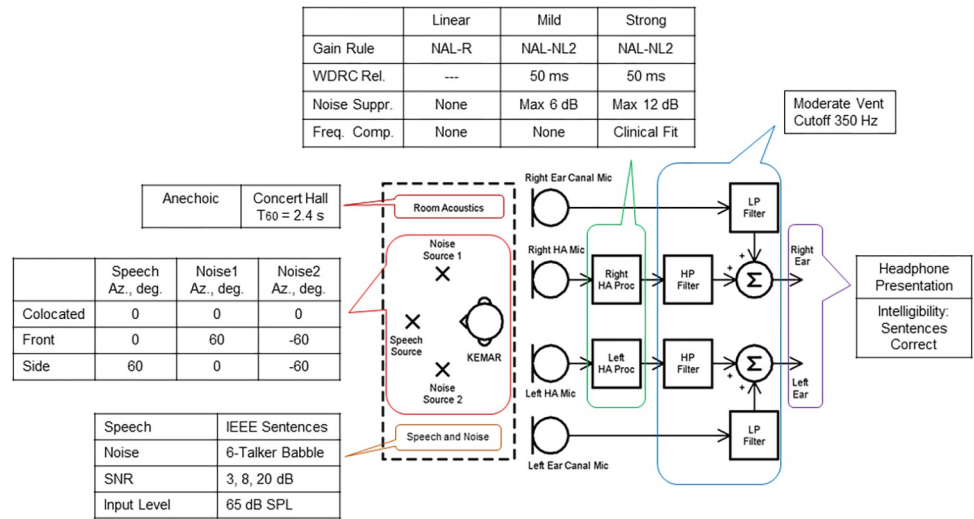 Linear Mild Strong
Gain Rule NAL-R NAL-NL2 NAL-NL2
WDRC Rel. --- 50 ms 50 ms
Noise Suppr. None Max 6 dB Max 12 dB
Freq. Comp. None None Clinical Fit
Moderate Vent
Cutoff 350 Hz
Anechoic Concert Hall
T60 = 2.4 s
Room Acoustics
Right Ear Canal Mic
LP
Filter
Noise
Source 1
Right HA Mic
Right
HA Proc
HP
Filter
+ +
Σ
Right
Ear
Speech
Az., deg.
Noise1
Az., deg.
Noise2
Az., deg.
Colocated 0 0 0
Front 0 60 -60
Side 60 0 -60
Speech
Source
KEMAR
Noise
Source 2
Left HA Mic
Left
HA Proc
HP
Filter
Σ
+ +
Left
Ear
Headphone
Presentation
Intelligibility:
Sentences
Correct
Speech IEEE Sentences
Noise 6-Talker Babble
SNR 3, 8, 20 dB
Input Level 65 dB SPL
Speech and Noise
LP
Filter
Left Ear Canal Mic